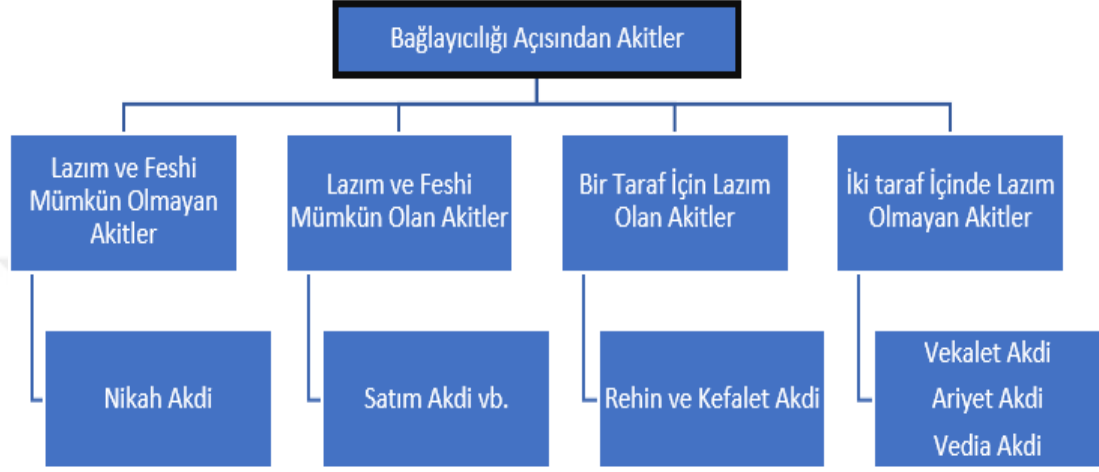 Bağlayıcılığı Açısından Akitler
Lazım ve Feshi
Mümkün Olmayan
Akitler
Lazım ve Feshi
Mümkün Olan Akitler
Bir Taraf İçin Lazım
Olan Akitler
İki taraf İçinde Lazım
Olmayan Akitler
Nikah Akdi
Satım Akdi vb.
Rehin ve Kefalet Akdi
Vekalet Akdi
Ariyet Akdi
Vedia Akdi